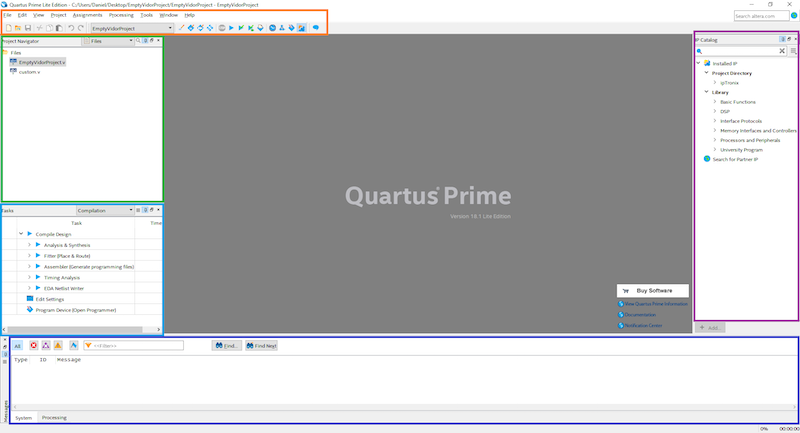 Quartus Prime Lite Edition - C:/Users/Daniel/Desktop/EmptyVidorProject/EmptyVidorProject - EmptyVidorProject
File Edit View Project Assignments Processing Tools Window Help
Search altera.com
EmptyVidorProject
Project Navigator Files
Files
EmptyVidorProject.v
custom.v
Tasks Compilation
Task Time
Compile Design
Analysis & Synthesis
Fitter (Place & Route)
Assembler (Generate programming files)
Timing Analysis
EDA Netlist Writer
Edit Settings
Program Device (Open Programmer)
Quartus Prime
Version 18.1 Lite Edition
Buy Software
View Quartus Prime Information
Documentation
Notification Center
IP Catalog
Installed IP
Project Directory
ipTronix
Library
Basic Functions
DSP
Interface Protocols
Memory Interfaces and Controllers
Processors and Peripherals
University Program
Search for Partner IP
+ Add...
All <<Filter>> Find... Find Next
Type ID Message
Messages
System Processing
0% 00:00:00